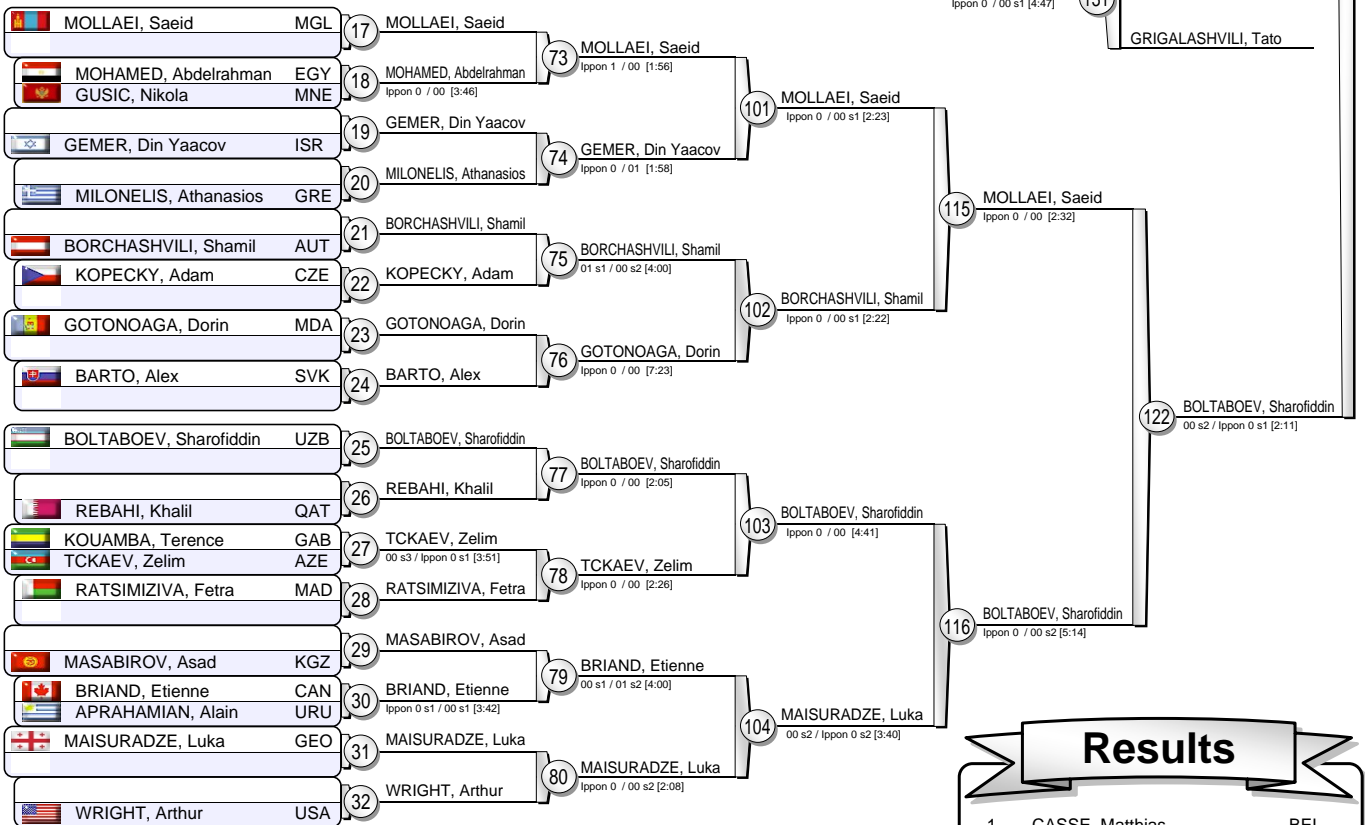 Ippon 0 / 00 s1 [4:47]
131
GRIGALASHVILI, Tato
MOLLAEI, Saeid MGL
17
MOLLAEI, Saeid
MOHAMED, Abdelrahman EGY
GUSIC, Nikola MNE
18
MOHAMED, Abdelrahman
Ippon 0 / 00 [3:46]
73
MOLLAEI, Saeid
Ippon 1 / 00 [1:56]
GEMER, Din Yaacov ISR
19
GEMER, Din Yaacov
MILONELIS, Athanasios GRE
20
MILONELIS, Athanasios
74
GEMER, Din Yaacov
Ippon 0 / 01 [1:58]
101
MOLLAEI, Saeid
Ippon 0 / 00 s1 [2:23]
BORCHASHVILI, Shamil AUT
21
BORCHASHVILI, Shamil
KOPECKY, Adam CZE
22
KOPECKY, Adam
75
BORCHASHVILI, Shamil
01 s1 / 00 s2 [4:00]
GOTONOAGA, Dorin MDA
23
GOTONOAGA, Dorin
BARTO, Alex SVK
24
BARTO, Alex
76
GOTONOAGA, Dorin
Ippon 0 / 00 [7:23]
102
BORCHASHVILI, Shamil
Ippon 0 / 00 s1 [2:22]
115
MOLLAEI, Saeid
Ippon 0 / 00 [2:32]
BOLTABOEV, Sharofiddin UZB
25
BOLTABOEV, Sharofiddin
REBAHI, Khalil QAT
26
REBAHI, Khalil
77
BOLTABOEV, Sharofiddin
Ippon 0 / 00 [2:05]
KOUAMBA, Terence GAB
TCKAEV, Zelim AZE
27
TCKAEV, Zelim
00 s3 / Ippon 0 s1 [3:51]
RATSIMIZIVA, Fetra MAD
28
RATSIMIZIVA, Fetra
78
TCKAEV, Zelim
Ippon 0 / 00 [2:26]
103
BOLTABOEV, Sharofiddin
Ippon 0 / 00 [4:41]
MASABIROV, Asad KGZ
29
MASABIROV, Asad
BRIAND, Etienne CAN
APRAHAMIAN, Alain URU
30
BRIAND, Etienne
Ippon 0 s1 / 00 s1 [3:42]
79
BRIAND, Etienne
00 s1 / 01 s2 [4:00]
MAISURADZE, Luka GEO
31
MAISURADZE, Luka
WRIGHT, Arthur USA
32
WRIGHT, Arthur
80
MAISURADZE, Luka
Ippon 0 / 00 s2 [2:08]
104
MAISURADZE, Luka
00 s2 / Ippon 0 s2 [3:40]
116
BOLTABOEV, Sharofiddin
Ippon 0 / 00 s2 [5:14]
122
BOLTABOEV, Sharofiddin
00 s2 / Ippon 0 s1 [2:11]
Results
1 CASSE, Matthias BEL